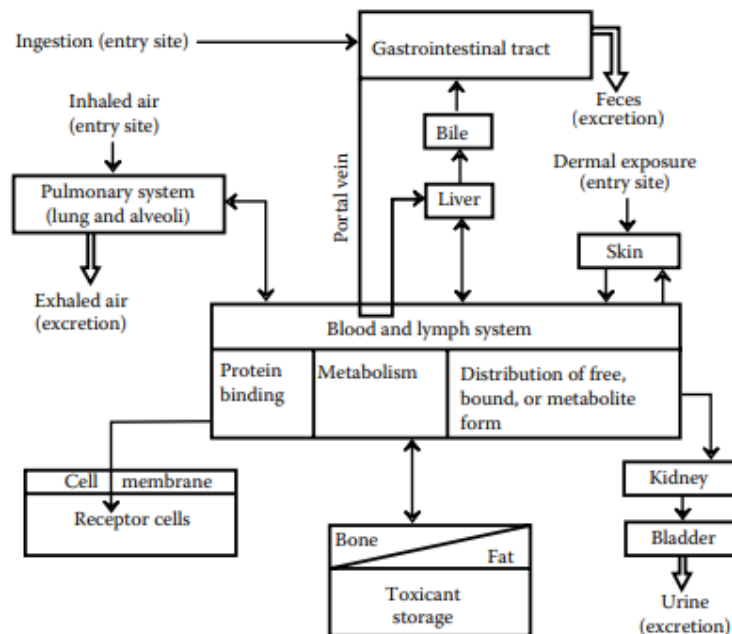 Ingestion (entry site)
Gastrointestinal tract
Feces
(excretion)
Inhaled air
(entry site)
Bile
Dermal exposure
(entry site)
Portal vein
Pulmonary system
(lung and alveoli)
Liver
Skin
Exhaled air
(excretion)
Blood and lymph system
Protein
binding
Metabolism
Distribution of free,
bound, or metabolite
form
Cell membrane
Receptor cells
Kidney
Bone
Fat
Bladder
Toxicant
storage
Urine
(excretion)